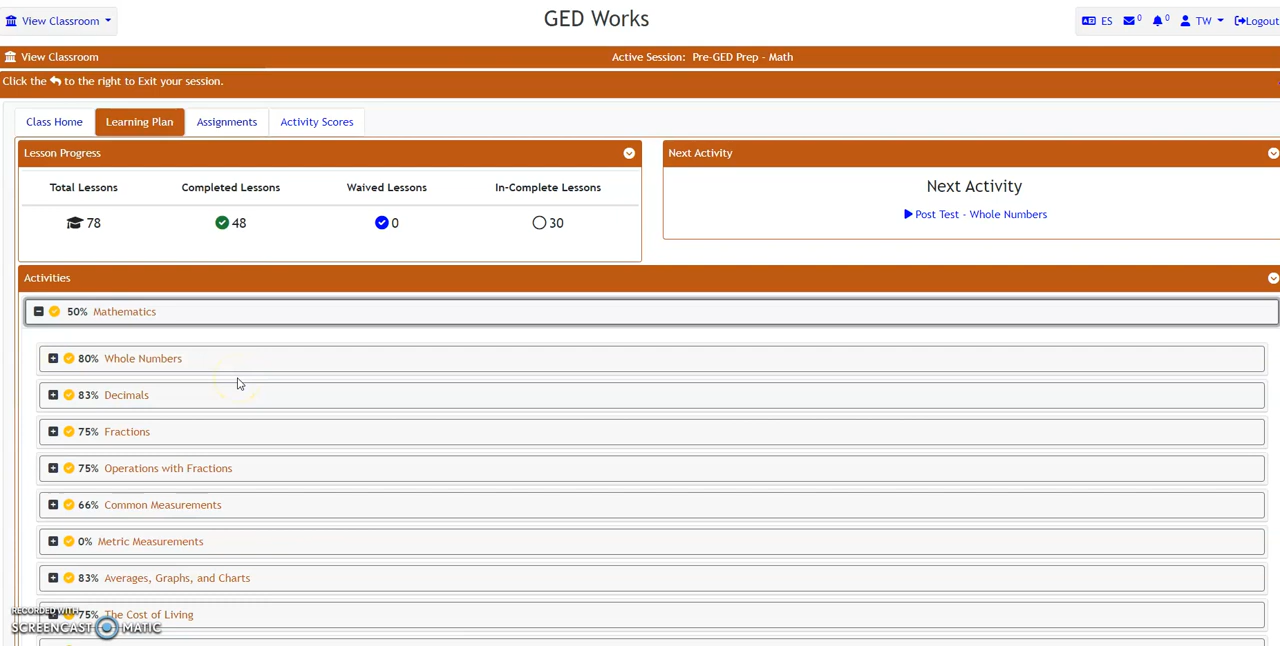 View Classroom
GED Works
ES 0 0 TW Logout
View Classroom
Active Session: Pre-GED Prep - Math
Click the to the right to Exit your session.
Class Home Learning Plan Assignments Activity Scores
Lesson Progress
Total Lessons Completed Lessons Waived Lessons In-Complete Lessons
78 48 0 30
Next Activity
Next Activity
Post Test - Whole Numbers
Activities
50% Mathematics
80% Whole Numbers
83% Decimals
75% Fractions
75% Operations with Fractions
66% Common Measurements
0% Metric Measurements
83% Averages, Graphs, and Charts
75% The Cost of Living
RECORDED WITH
SCREENCAST MATIC